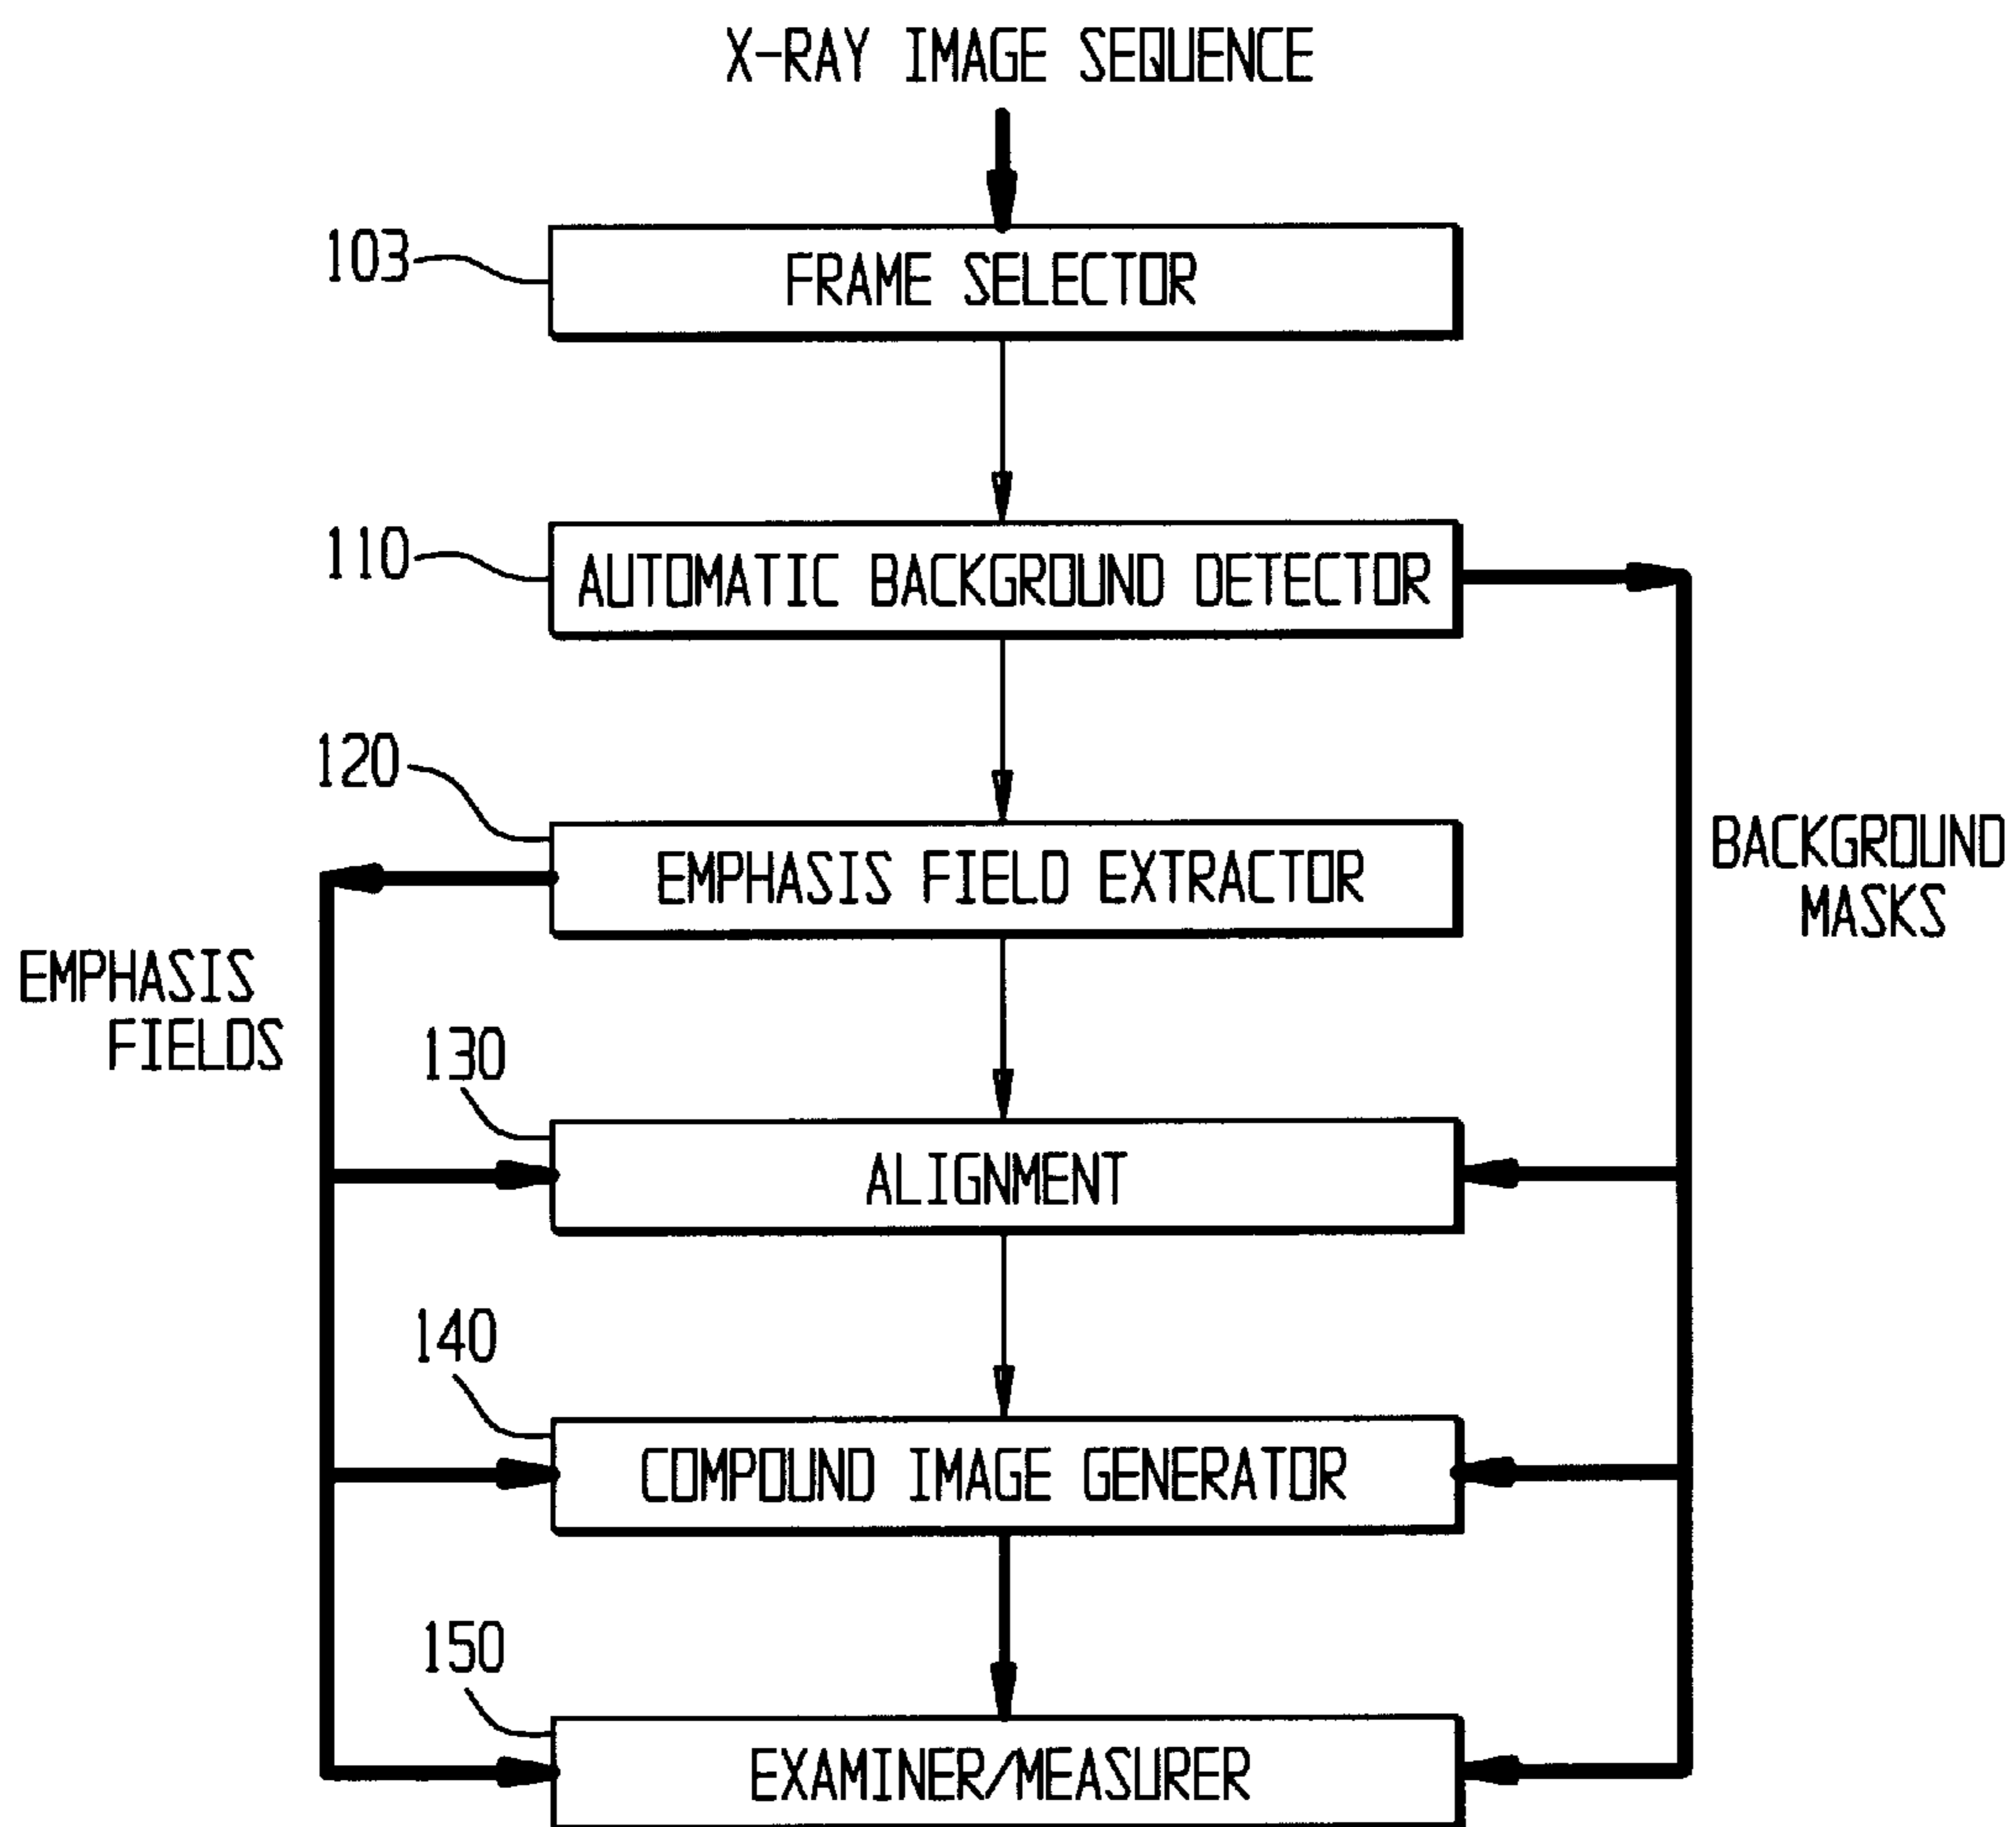 X-RAY IMAGE SEQUENCE
103
FRAME SELECTOR
110
AUTOMATIC BACKGROUND DETECTOR
120
EMPHASIS FIELD EXTRACTOR
BACKGROUND
MASKS
EMPHASIS
FIELDS
130
ALIGNMENT
140
COMPOUND IMAGE GENERATOR
150
EXAMINER/MEASURER